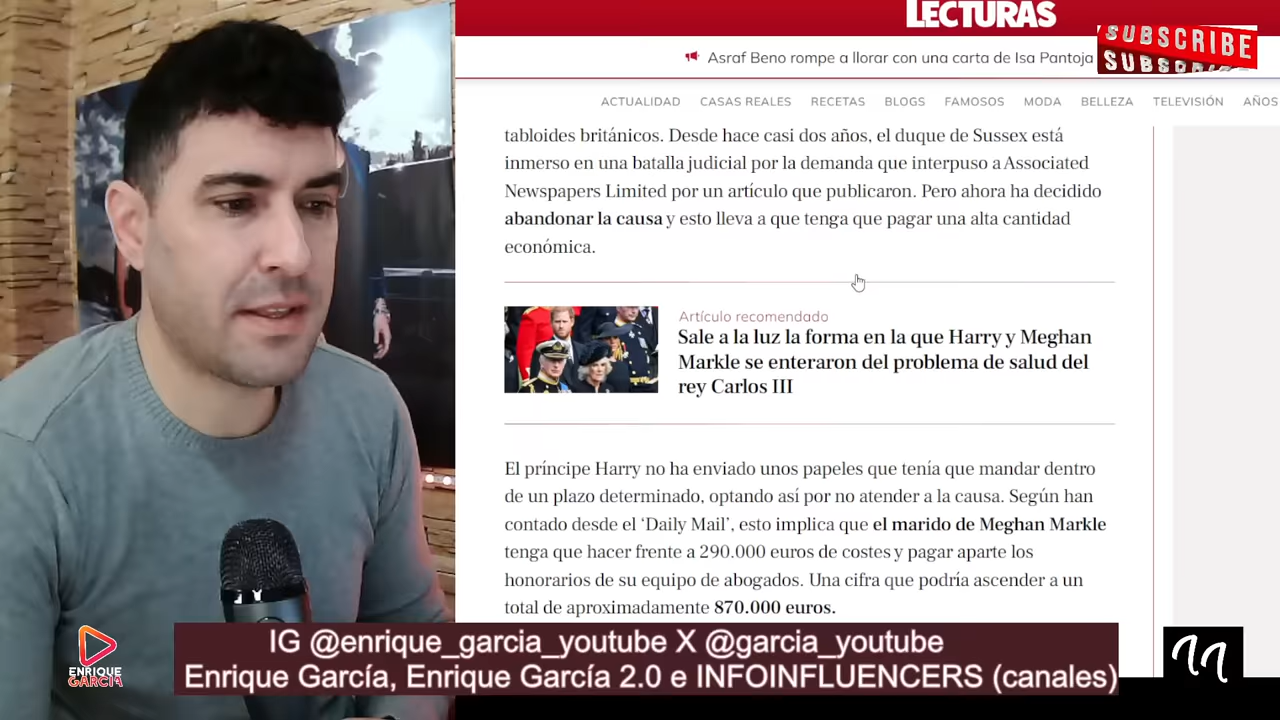 LECTURAS
SUBSCRIBE
Asraf Beno rompe a llorar con una carta de Isa Pantoja
ACTUALIDAD CASAS REALES RECETAS BLOGS FAMOSOS MODA BELLEZA TELEVISIÓN AÑOS
tabloides británicos. Desde hace casi dos años, el duque de Sussex está
inmerso en una batalla judicial por la demanda que interpuso a Associated
Newspapers Limited por un artículo que publicaron. Pero ahora ha decidido
abandonar la causa y esto lleva a que tenga que pagar una alta cantidad
económica.
Artículo recomendado
Sale a la luz la forma en la que Harry y Meghan
Markle se enteraron del problema de salud del
rey Carlos III
El príncipe Harry no ha enviado unos papeles que tenía que mandar dentro
de un plazo determinado, optando así por no atender a la causa. Según han
contado desde el ‘Daily Mail’, esto implica que el marido de Meghan Markle
tenga que hacer frente a 290.000 euros de costes y pagar aparte los
honorarios de su equipo de abogados. Una cifra que podría ascender a un
total de aproximadamente 870.000 euros.
IG @enrique_garcia_youtube X @garcia_youtube
Enrique García, Enrique García 2.0 e INFOINFLUENCERS (canales)
ENRIQUE
GARCÍA